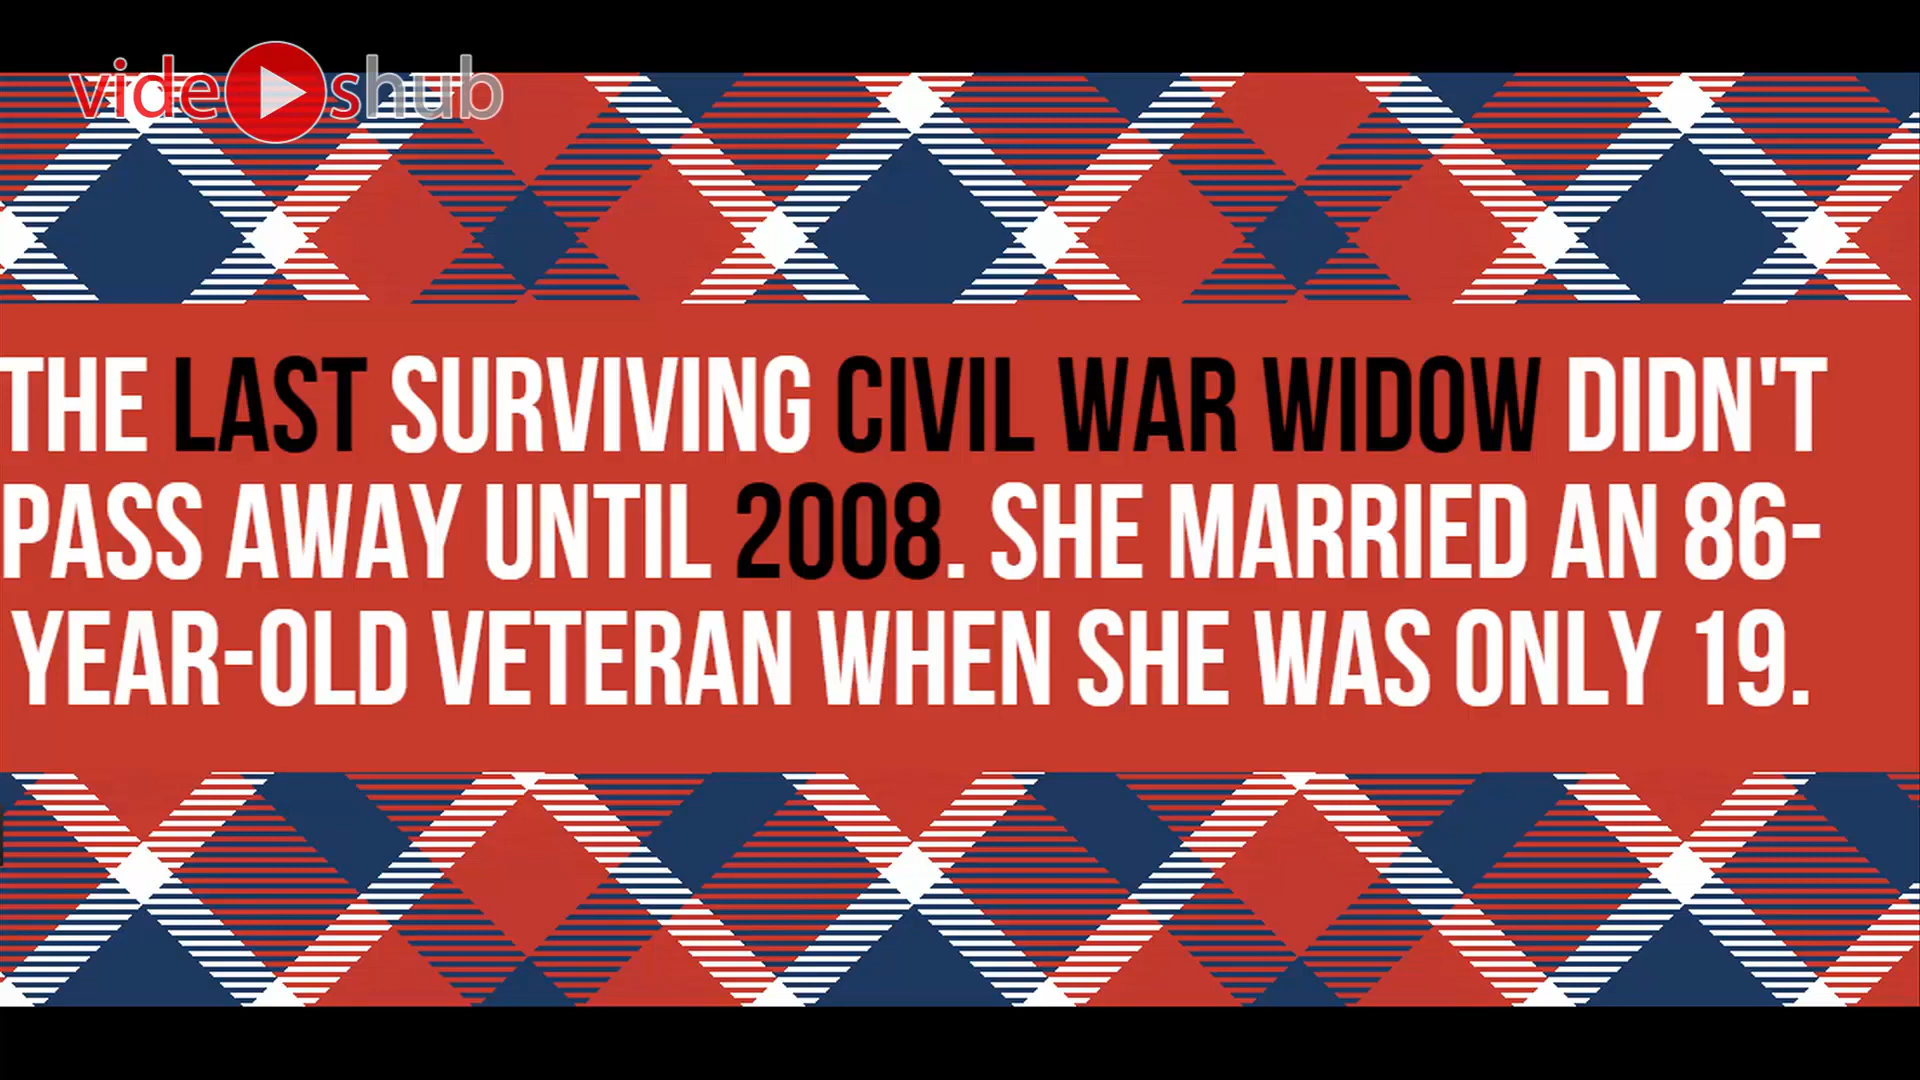 videoshub
THE LAST SURVIVING CIVIL WAR WIDOW DIDN'T
PASS AWAY UNTIL 2008. SHE MARRIED AN 86-
YEAR-OLD VETERAN WHEN SHE WAS ONLY 19.